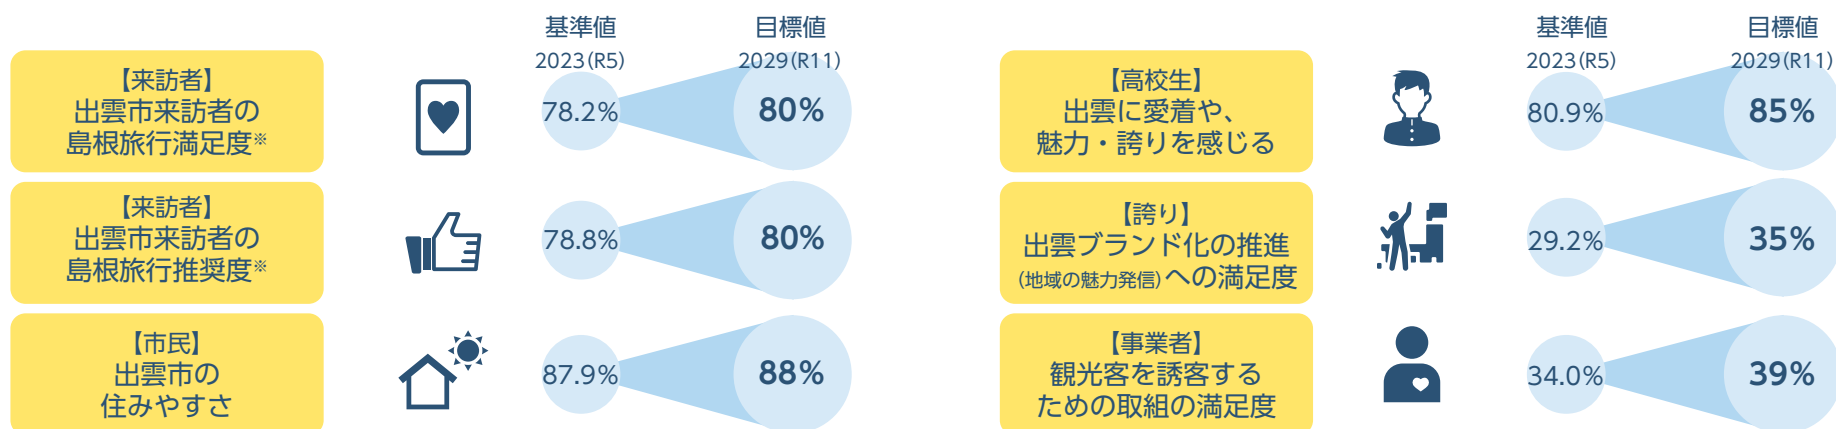 基準値
2023(R5)
目標値
2029(R11)
【来訪者】
出雲市来訪者の
島根旅行満足度※
78.2%
80%
【来訪者】
出雲市来訪者の
島根旅行推奨度※
78.8%
80%
【市民】
出雲市の
住みやすさ
87.9%
88%
基準値
2023(R5)
目標値
2029(R11)
【高校生】
出雲に愛着や、
魅力・誇りを感じる
80.9%
85%
【誇り】
出雲ブランド化の推進
(地域の魅力発信)への満足度
29.2%
35%
【事業者】
観光客を誘客する
ための取組の満足度
34.0%
39%